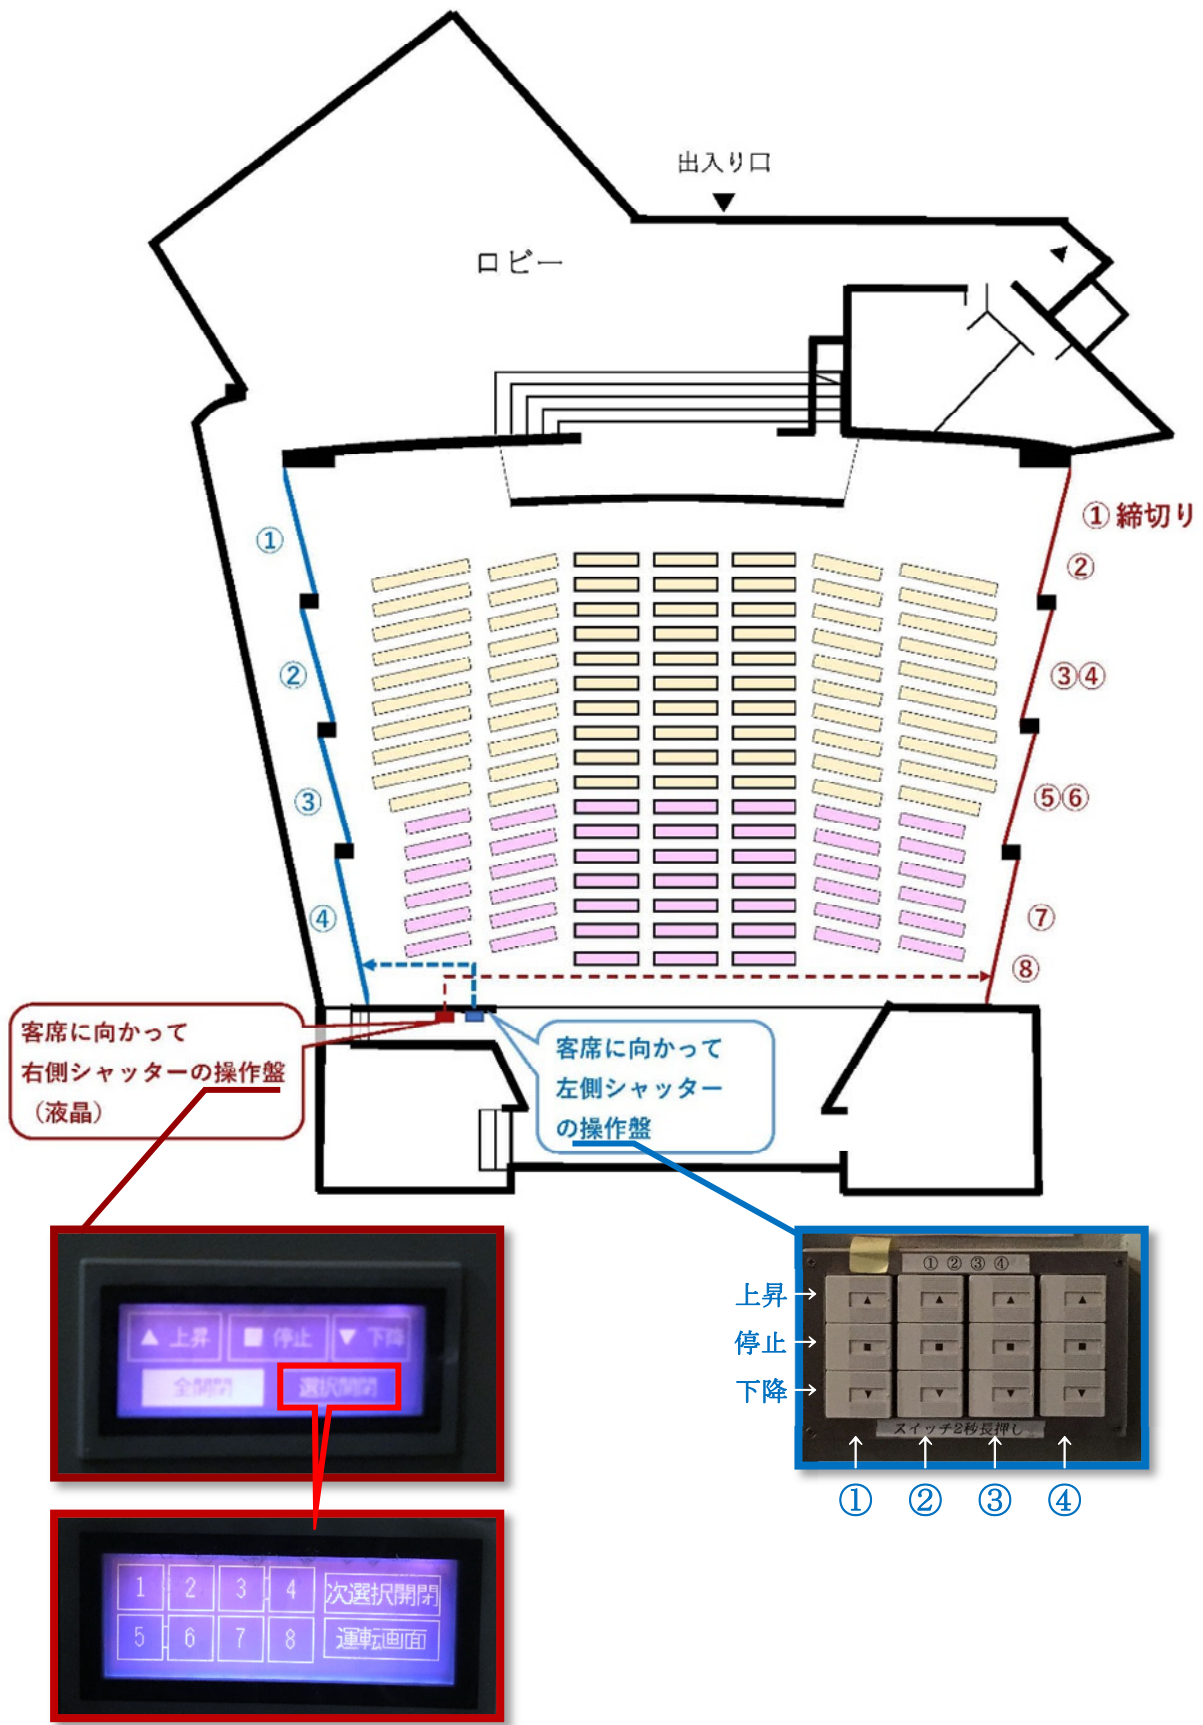 出入り口
ロビー
①
②
③
④
①締切り
②
③④
⑤⑥
⑦
⑧
客席に向かって
右側シャッターの操作盤
（液晶）
客席に向かって
左側シャッター
の操作盤
▲ 上昇 ■ 停止 ▼ 下降
全開閉 選択開閉
1 2 3 4 次選択開閉
5 6 7 8 運転画面
① ② ③ ④
上昇→
停止→
下降→
スイッチ2秒長押し
① ② ③ ④